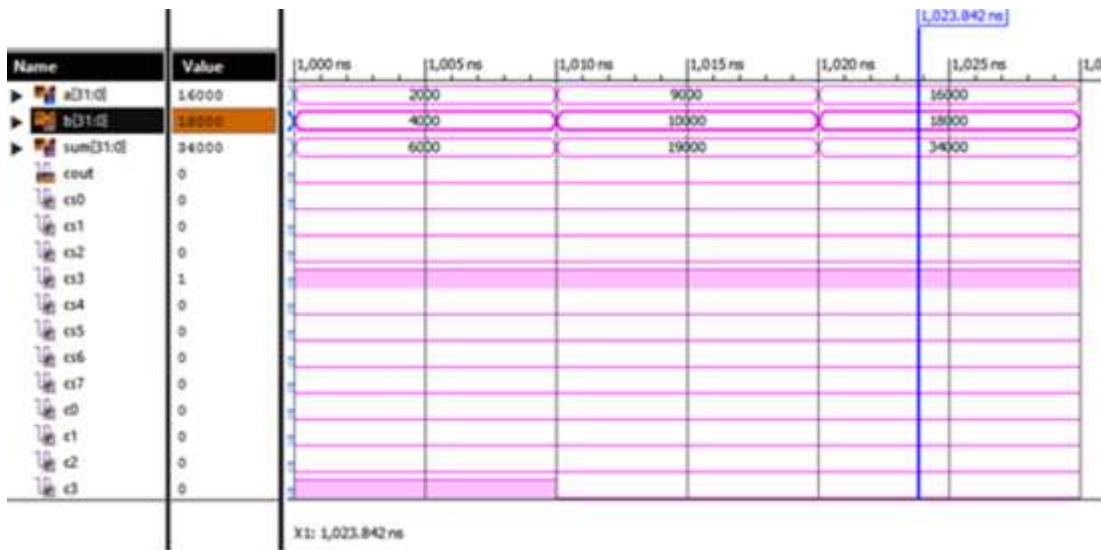 1,023.842 ns
Name Value 1,000 ns 1,005 ns 1,010 ns 1,015 ns 1,020 ns 1,025 ns 1,0
a[31:0] 16000 2000 9000 16000
b[31:0] 18000 4000 10000 18000
sum[31:0] 34000 6000 19000 34000
cout 0
cs0 0
cs1 0
cs2 0
cs3 1
cs4 0
cs5 0
cs6 0
cs7 0
c0 0
c1 0
c2 0
c3 0
X1: 1,023.842 ns